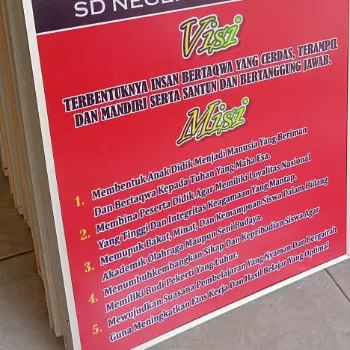 SD NEGE
Visi
TERBENTUKNYA INSAN BERTAQWA YANG CERDAS, TERAMPIL
DAN MANDIRI SERTA SANTUN DAN BERTANGGUNG JAWAB.
Misi
1. Membentuk Anak Didik Menjadi Manusia Yang Beriman
Dan Bertaqwa Kepada Tuhan Yang Maha Esa.
2. Membina Peserta Didik Agar Memiliki Loyalitas Nasional
Yang Tinggi Dan Integritas Keagamaan Yang Mantap.
3. Memupuk Bakat, Minat, Dan Kemampuan Siswa Dalam Bidang
Akademik Olahraga Maupun Seni Budaya.
4. Menumbuhkembangkan Sikap Dan Kepribadian Siswa Agar
Memiliki Budi Pekerti Yang Luhur.
5. Mewujudkan Suasana Pembelajaran Yang Nyaman Dan Bergairah
Guna Meningkatkan Etos Kerja Dan Hasil Belajar Yang Optimal